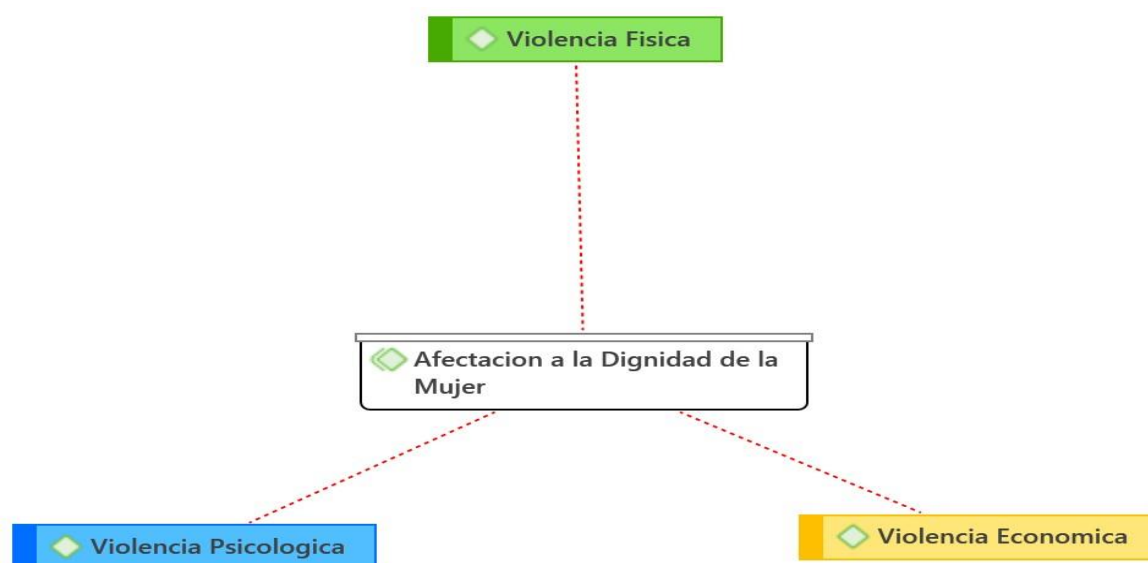 Violencia Fisica
Afectacion a la Dignidad de la
Mujer
Violencia Psicologica
Violencia Economica